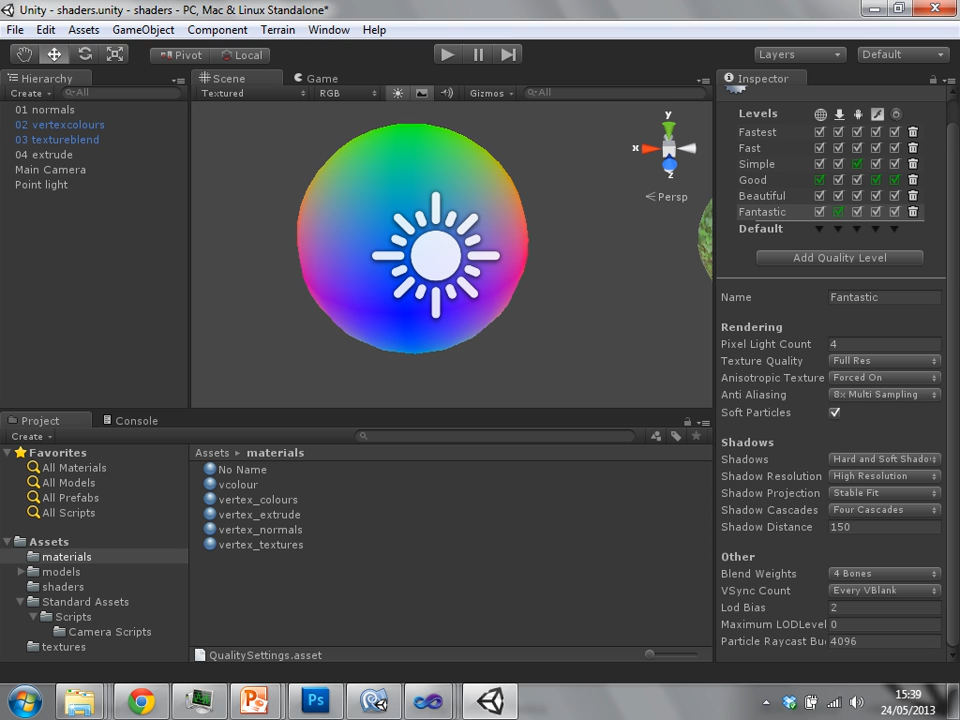 Unity - shaders.unity - shaders - PC, Mac & Linux Standalone*
File Edit Assets GameObject Component Terrain Window Help
Pivot Local Layers Default
Hierarchy
Create All
01 normals
02 vertexcolours
03 textureblend
04 extrude
Main Camera
Point light
Scene Game
Textured RGB Gizmos All
y
x
z
Persp
Inspector
Levels
Fastest
Fast
Simple
Good
Beautiful
Fantastic
Default
Add Quality Level
Name Fantastic
Rendering
Pixel Light Count 4
Texture Quality Full Res
Anisotropic Texture Forced On
Anti Aliasing 8x Multi Sampling
Soft Particles
Shadows
Shadows Hard and Soft Shado
Shadow Resolution High Resolution
Shadow Projection Stable Fit
Shadow Cascades Four Cascades
Shadow Distance 150
Other
Blend Weights 4 Bones
VSync Count Every VBlank
Lod Bias 2
Maximum LODLevel 0
Particle Raycast Bu 4096
Project Console
Create
Favorites
All Materials
All Models
All Prefabs
All Scripts
Assets
materials
models
shaders
Standard Assets
Scripts
Camera Scripts
textures
Assets materials
No Name
vcolour
vertex_colours
vertex_extrude
vertex_normals
vertex_textures
QualitySettings.asset
Ps
15:39
24/05/2013